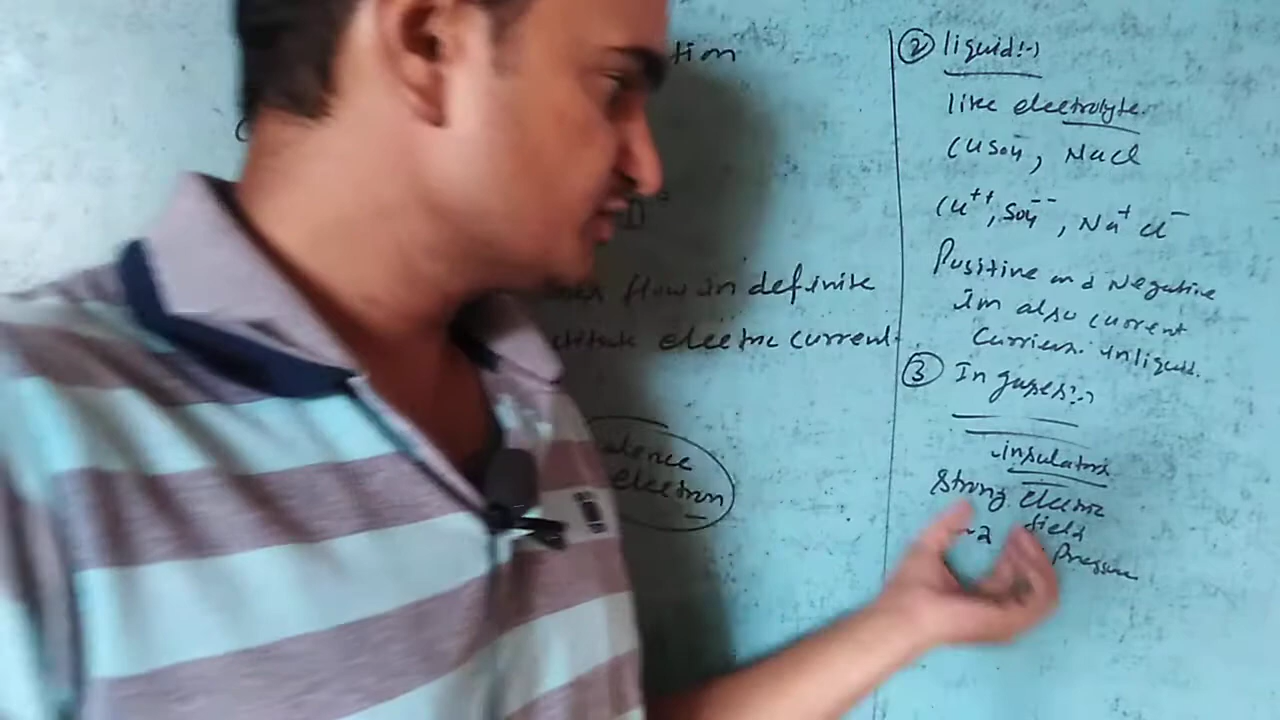 tion
flow in definite
electric current.
electron
② liquid:-)
like electrolyte.
CuSO4, NaCl
Cu++, SO4--, Na+ Cl-
Positive and Negative
Ion also current
Carriers in liquid.
③ In gases:-)
insulators
Strong electric
field
Pressure